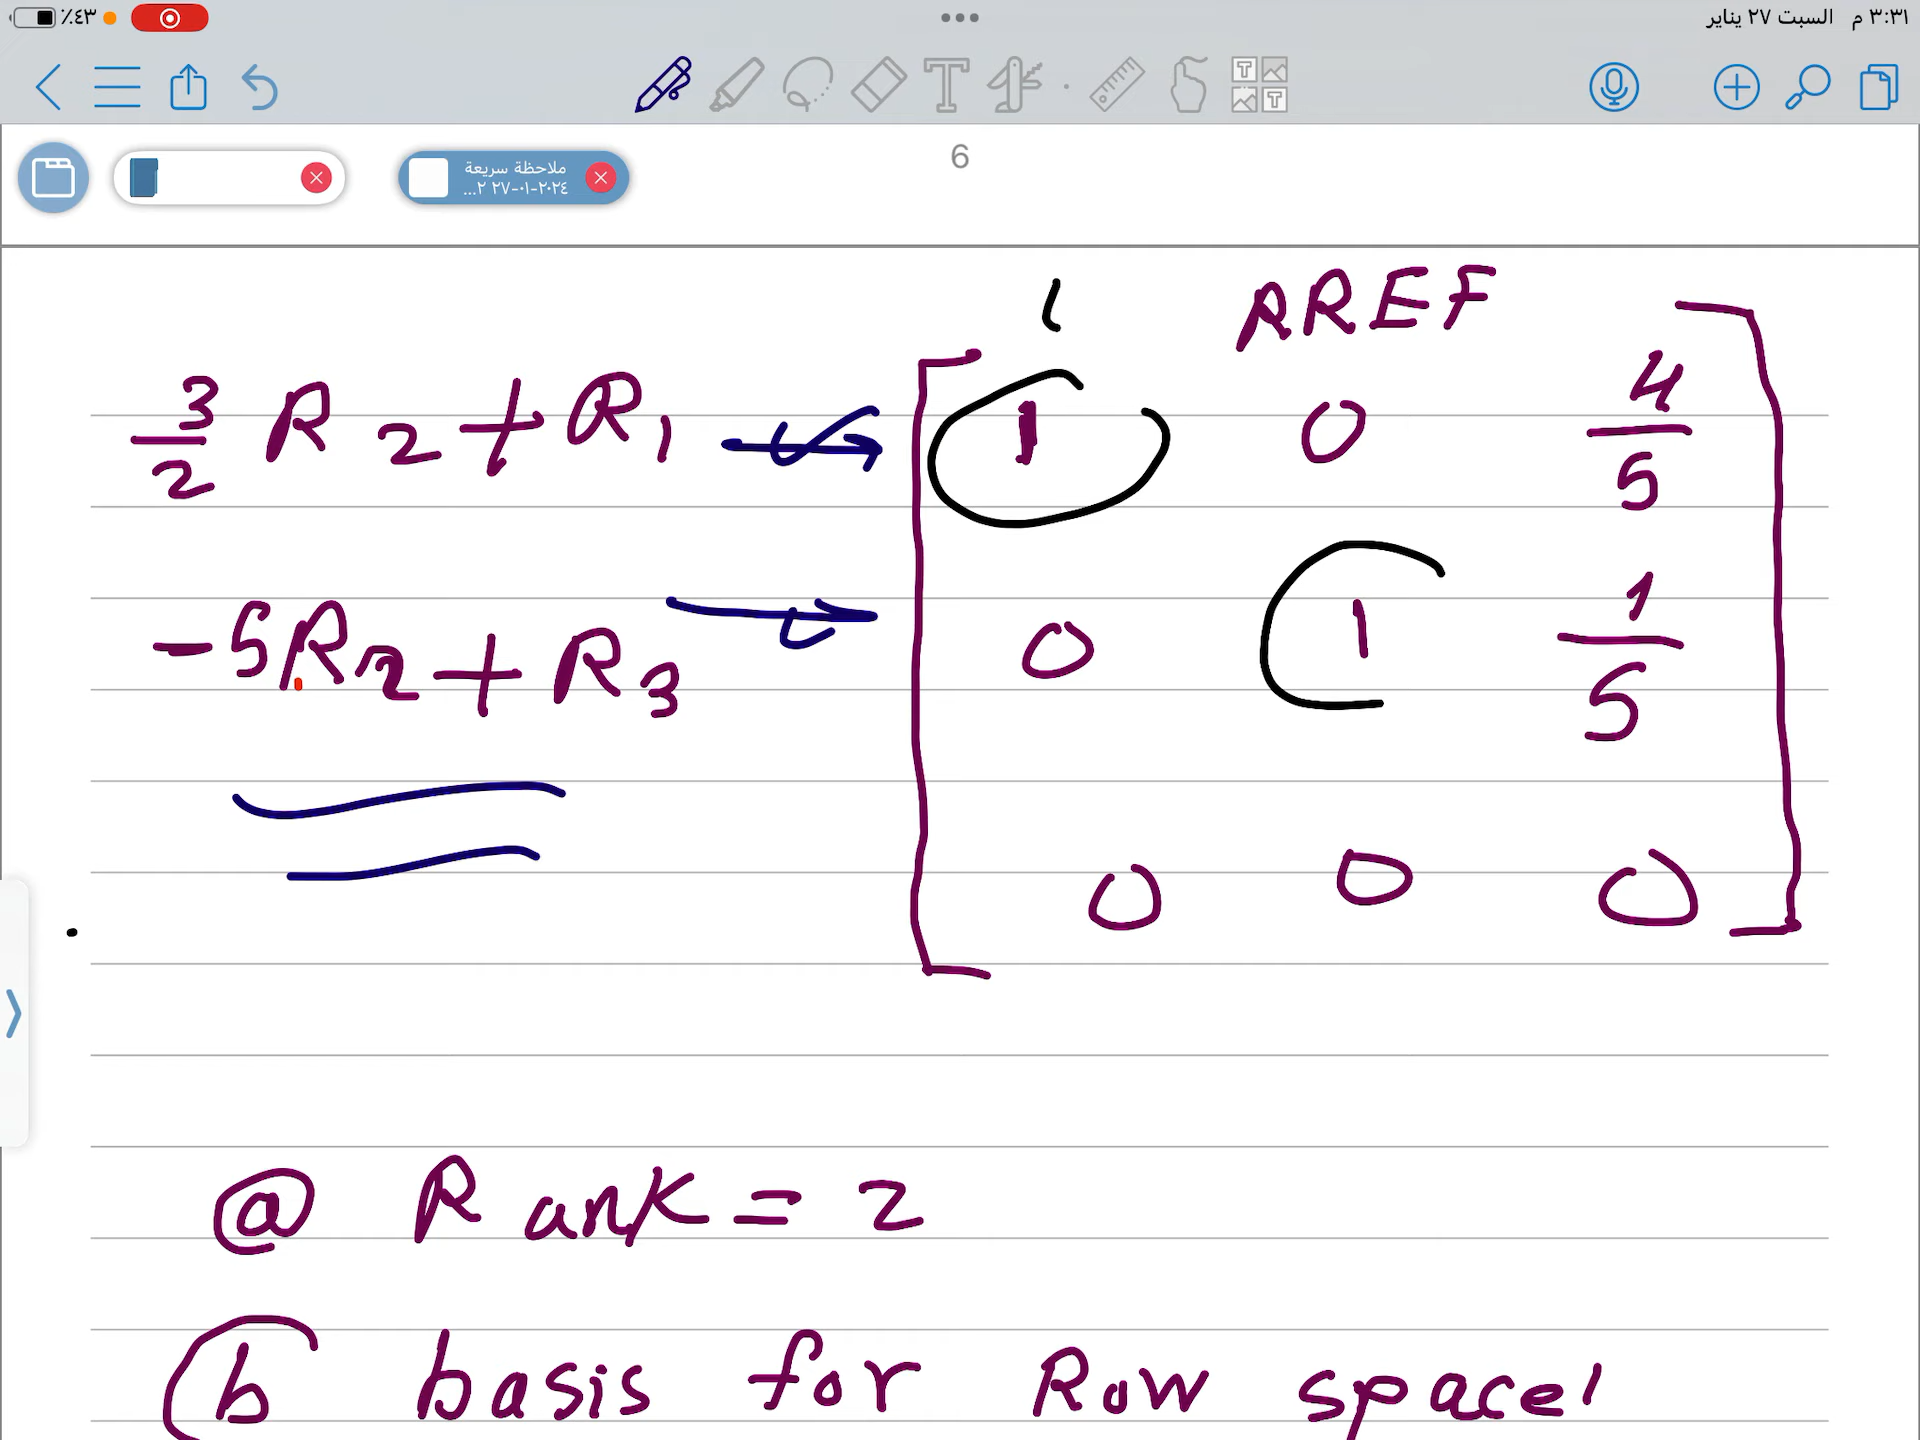 ٪٤٣ ٣:٣١ م السبت ٢٧ يناير
ملاحظة سريعة
٢٠٢٤-٠١-٢٧ ٢...
6
RREF
3/2 R2 + R1 → 1 0 4/5
-5R2 + R3 → 0 1 1/5
0 0 0
ⓐ Rank = 2
ⓑ basis for Row space